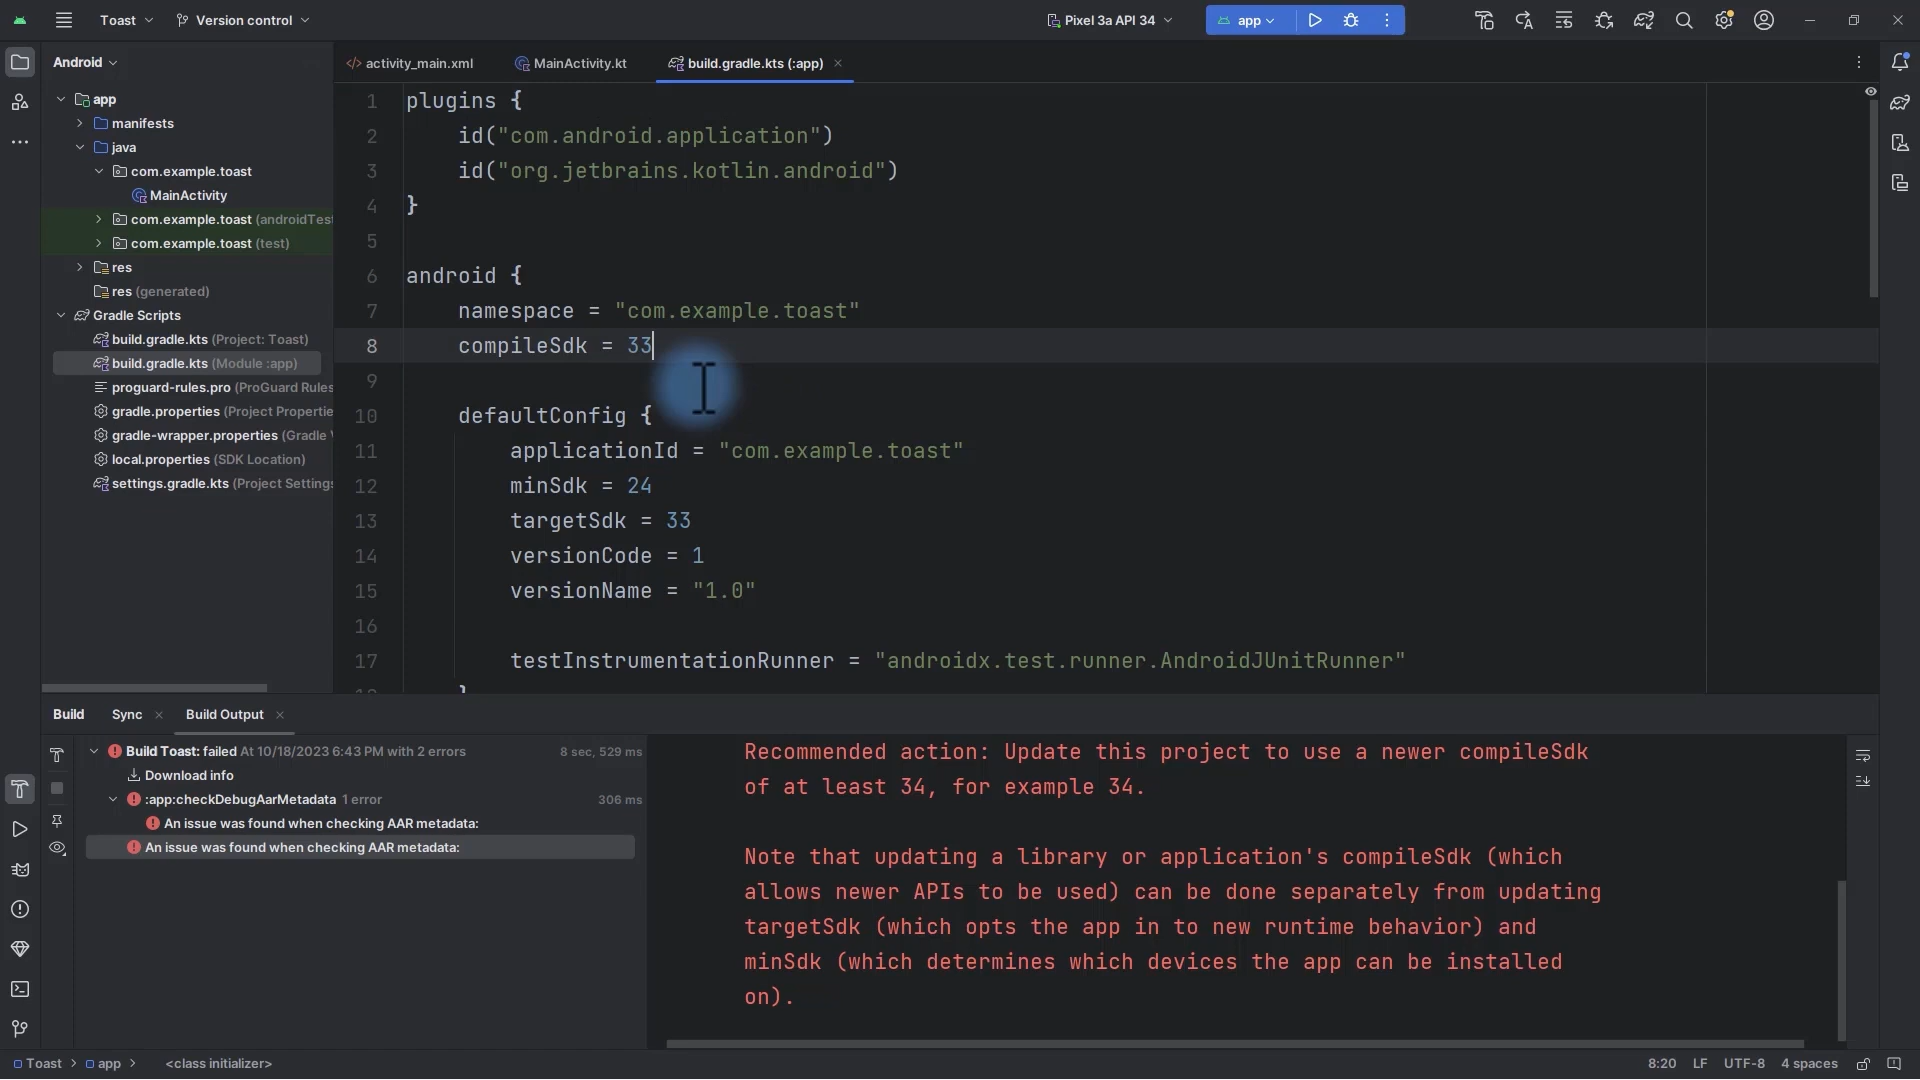 Toast
Version control
Pixel 3a API 34
app
Android
activity_main.xml
MainActivity.kt
build.gradle.kts (:app)
app
manifests
java
com.example.toast
MainActivity
com.example.toast (androidTest
com.example.toast (test)
res
res (generated)
Gradle Scripts
build.gradle.kts (Project: Toast)
build.gradle.kts (Module :app)
proguard-rules.pro (ProGuard Rules
gradle.properties (Project Propertie
gradle-wrapper.properties (Gradle
local.properties (SDK Location)
settings.gradle.kts (Project Settings
1 plugins {
2 id("com.android.application")
3 id("org.jetbrains.kotlin.android")
4 }
5
6 android {
7 namespace = "com.example.toast"
8 compileSdk = 33
9
10 defaultConfig {
11 applicationId = "com.example.toast"
12 minSdk = 24
13 targetSdk = 33
14 versionCode = 1
15 versionName = "1.0"
16
17 testInstrumentationRunner = "androidx.test.runner.AndroidJUnitRunner"
}
Build
Sync
Build Output
Build Toast: failed At 10/18/2023 6:43 PM with 2 errors 8 sec, 529 ms
Download info
:app:checkDebugAarMetadata 1 error 306 ms
An issue was found when checking AAR metadata:
An issue was found when checking AAR metadata:
Recommended action: Update this project to use a newer compileSdk
of at least 34, for example 34.
Note that updating a library or application's compileSdk (which
allows newer APIs to be used) can be done separately from updating
targetSdk (which opts the app in to new runtime behavior) and
minSdk (which determines which devices the app can be installed
on).
Toast > app > <class initializer>
8:20 LF UTF-8 4 spaces